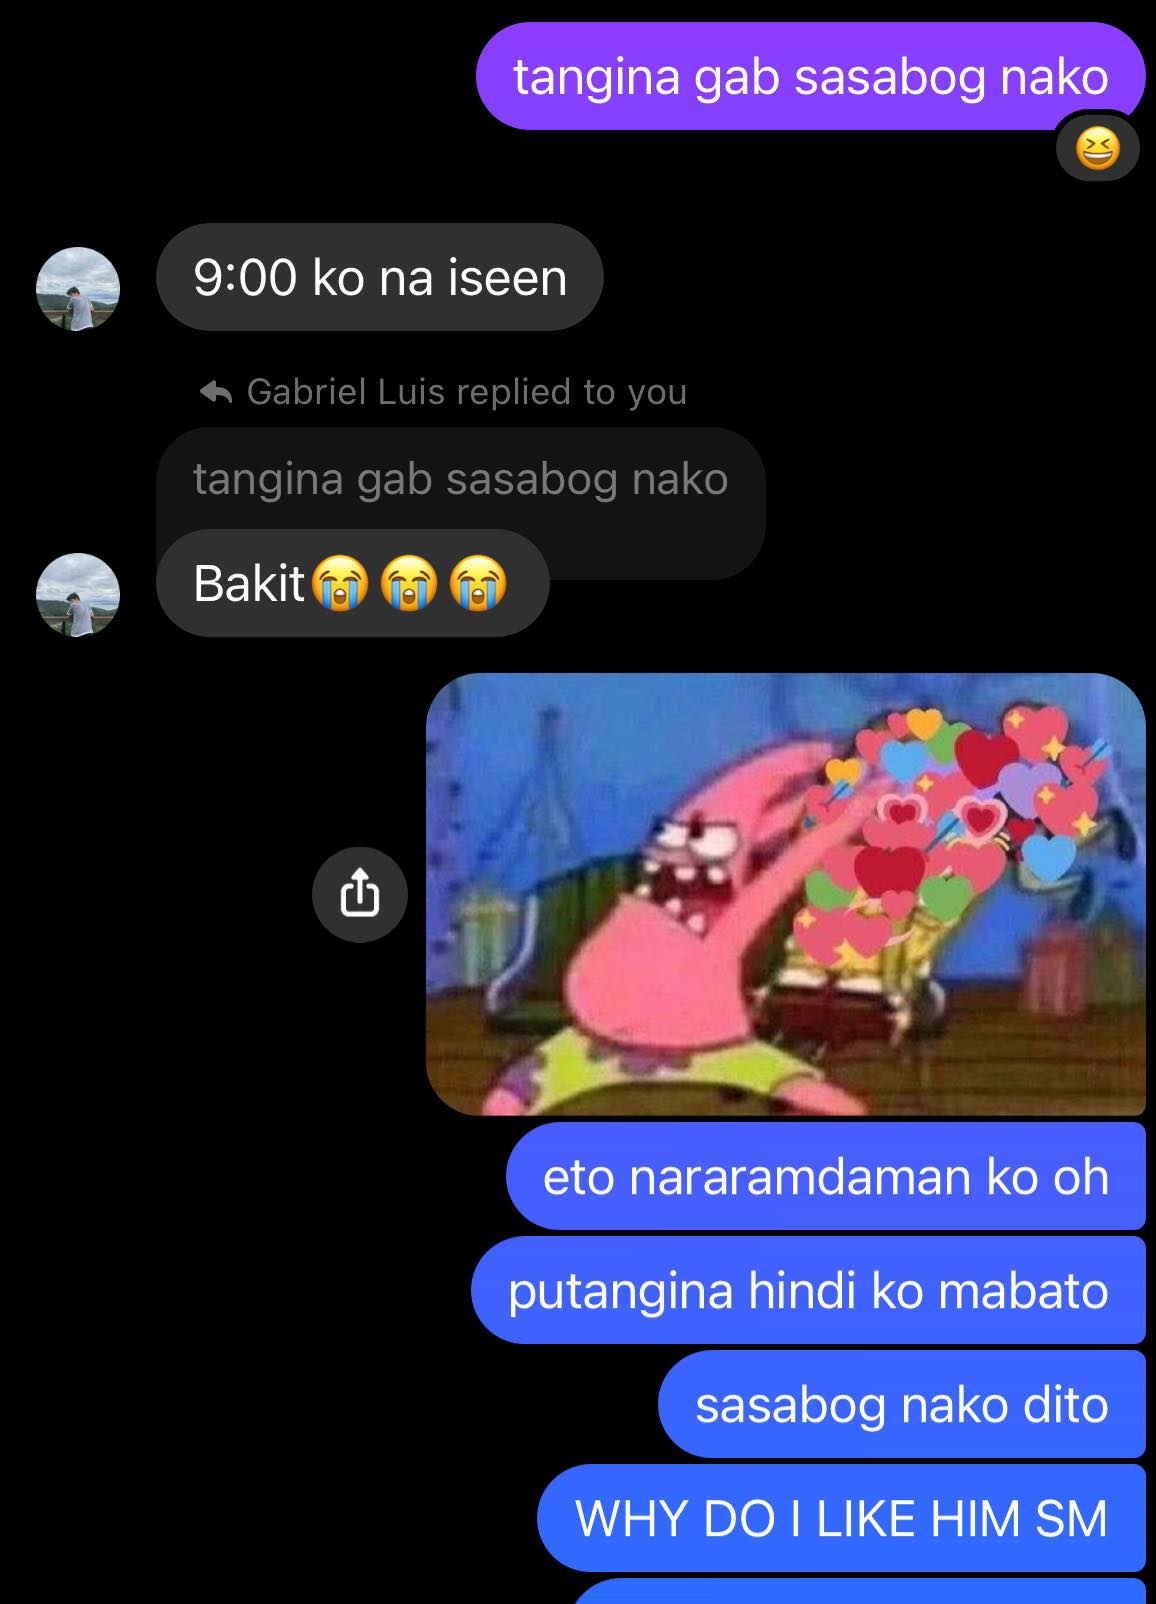 tangina gab sasabog nako
9:00 ko na iseen
Gabriel Luis replied to you
tangina gab sasabog nako
Bakit😭😭😭
eto nararamdaman ko oh
putangina hindi ko mabato
sasabog nako dito
WHY DO I LIKE HIM SM